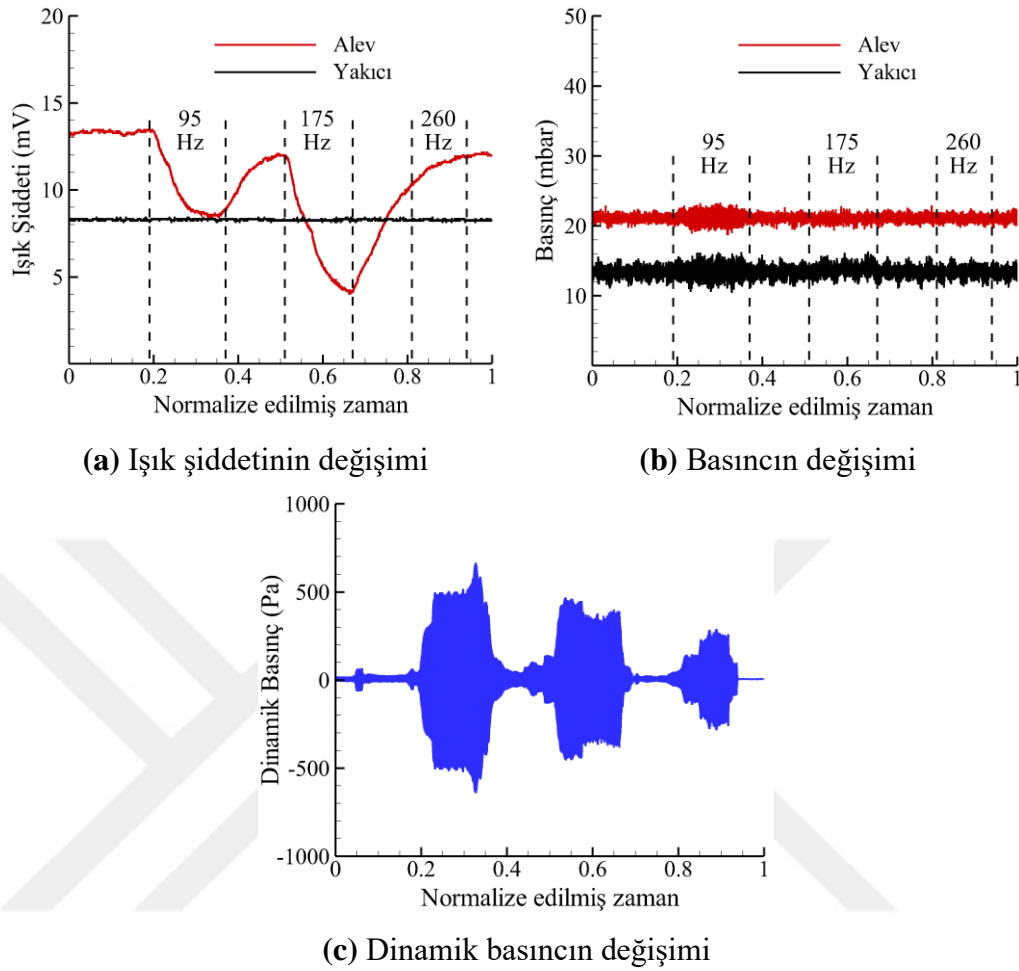 Işık Şiddeti (mV)
20
15
10
5
0
0.2
0.4
0.6
0.8
1
Alev
Yakıcı
95
Hz
175
Hz
260
Hz
Normalize edilmiş zaman
(a) Işık şiddetinin değişimi
Basınç (mbar)
50
40
30
20
10
0
0.2
0.4
0.6
0.8
1
Alev
Yakıcı
95
Hz
175
Hz
260
Hz
Normalize edilmiş zaman
(b) Basıncın değişimi
Dinamik Basınç (Pa)
1000
500
0
-500
-1000
0
0.2
0.4
0.6
0.8
1
Normalize edilmiş zaman
(c) Dinamik basıncın değişimi